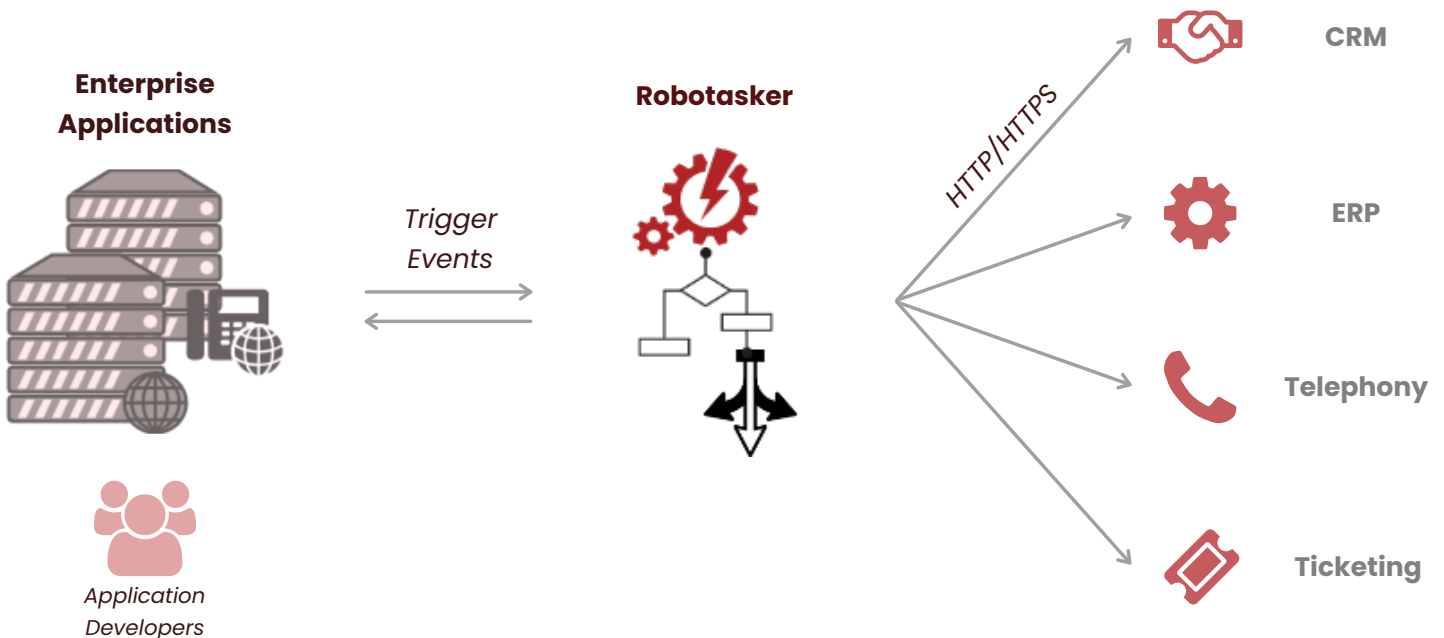 Enterprise
Applications
Trigger
Events
Application
Developers
Robotasker
HTTP/HTTPS
CRM
ERP
Telephony
Ticketing